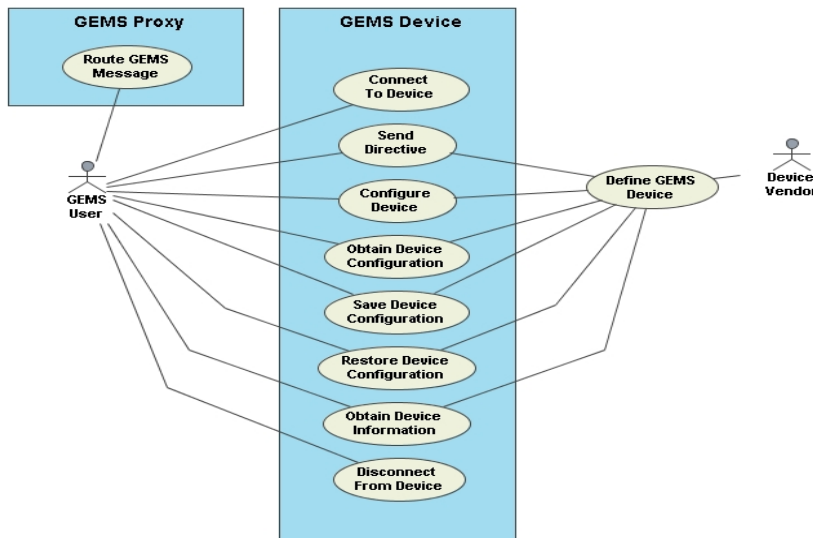 GEMS Proxy
Route GEMS
Message
GEMS Device
Connect
To Device
Send
Directive
Configure
Device
Obtain Device
Configuration
Save Device
Configuration
Restore Device
Configuration
Obtain Device
Information
Disconnect
From Device
GEMS
User
Define GEMS
Device
Device
Vendor